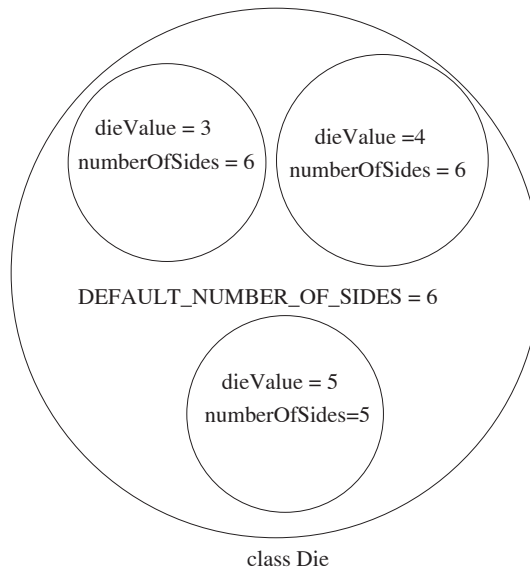 dieValue = 3
numberOfSides = 6
dieValue =4
numberOfSides = 6
DEFAULT_NUMBER_OF_SIDES = 6
dieValue = 5
numberOfSides=5
class Die